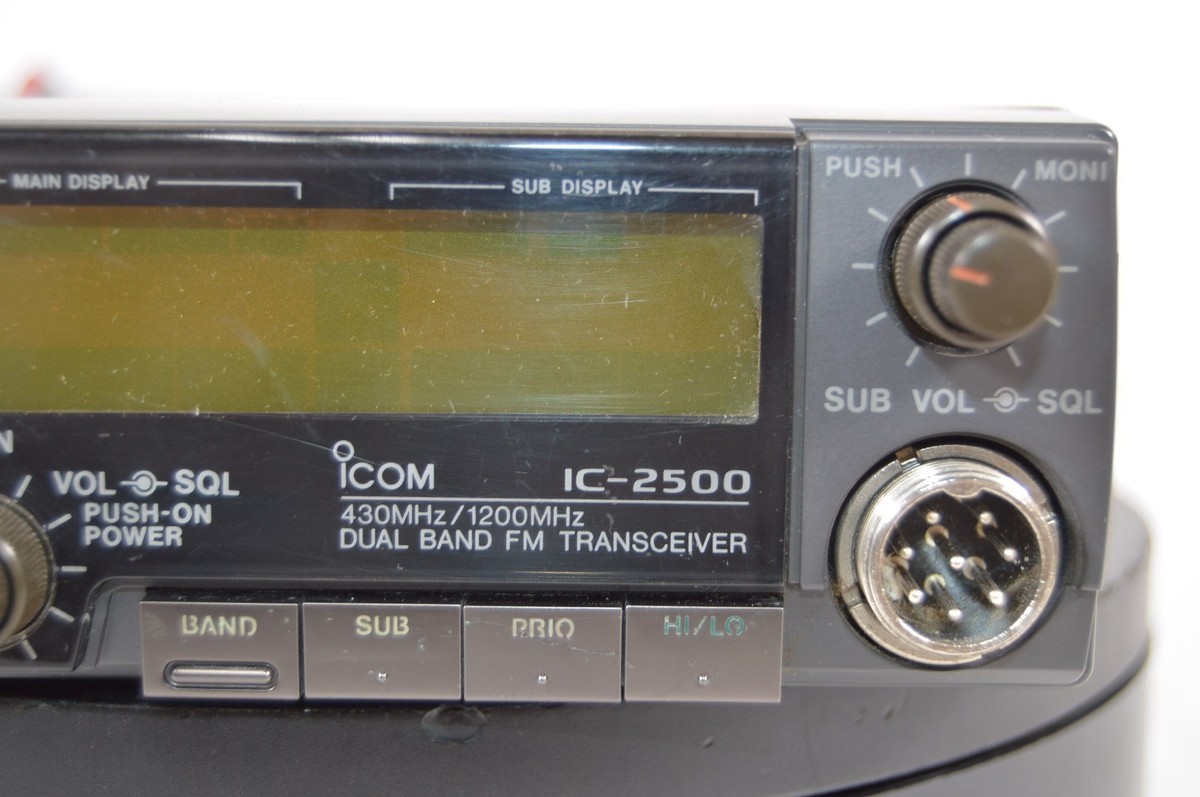 MAIN DISPLAY
SUB DISPLAY
PUSH
MONI
SUB VOL SQL
VOL SQL
PUSH-ON
POWER
ICOM
IC-2500
430MHz/1200MHz
DUAL BAND FM TRANSCEIVER
BAND
SUB
PRIO
HI/LO